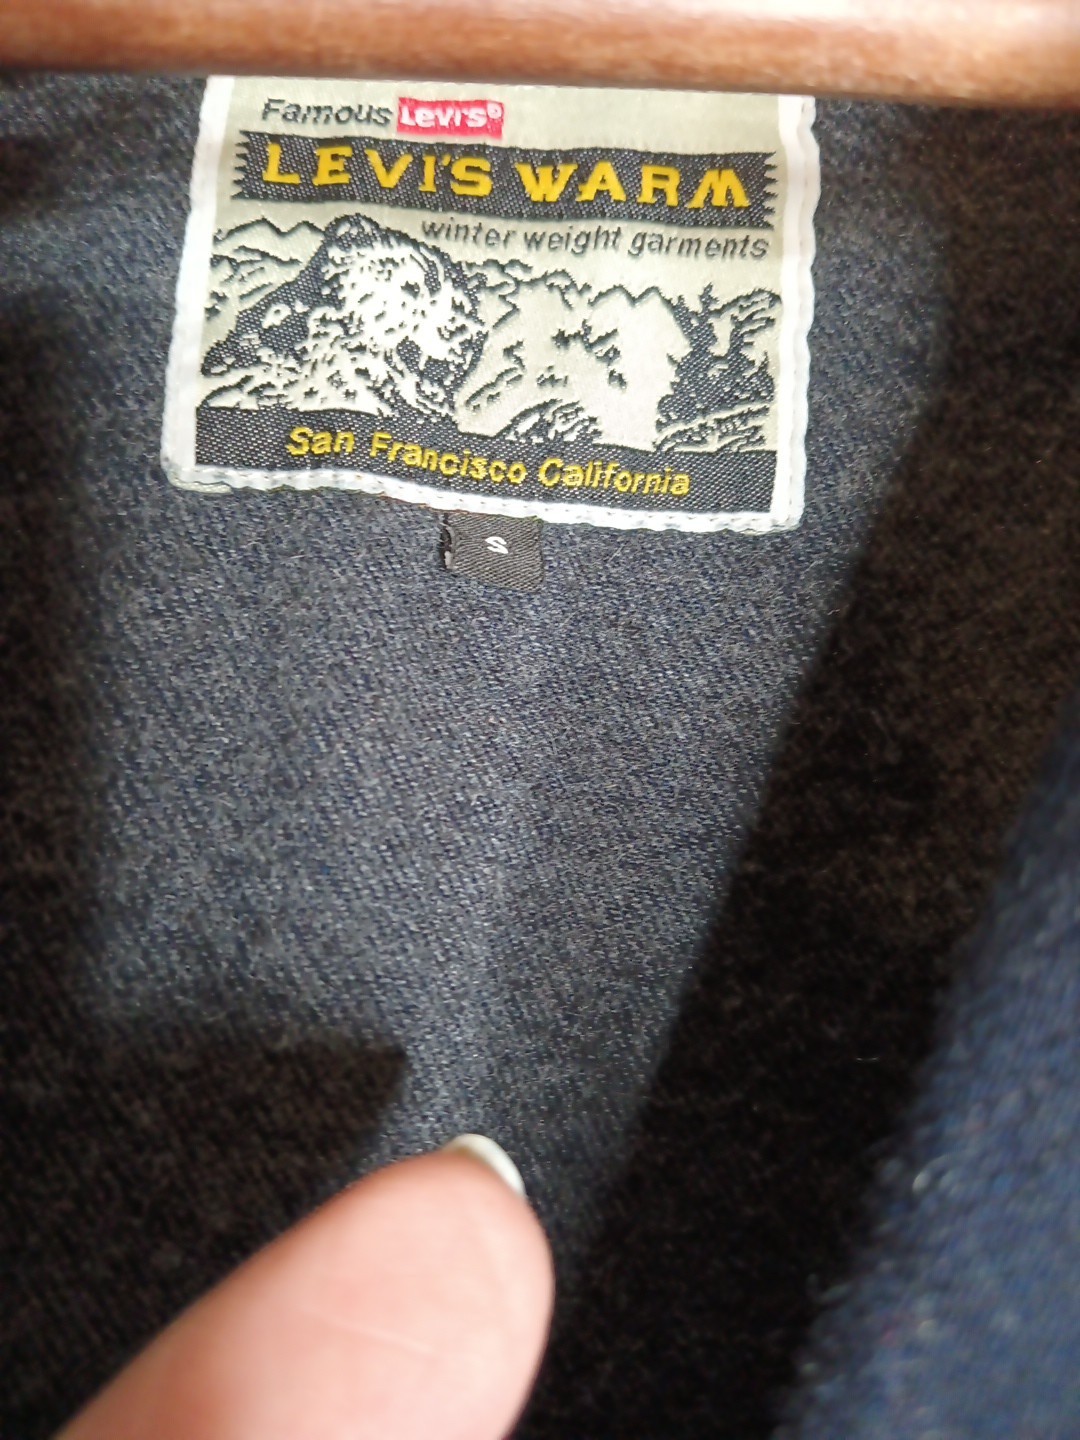 Famous Levi's®
LEVI'S WARM
winter weight garments
San Francisco California
S